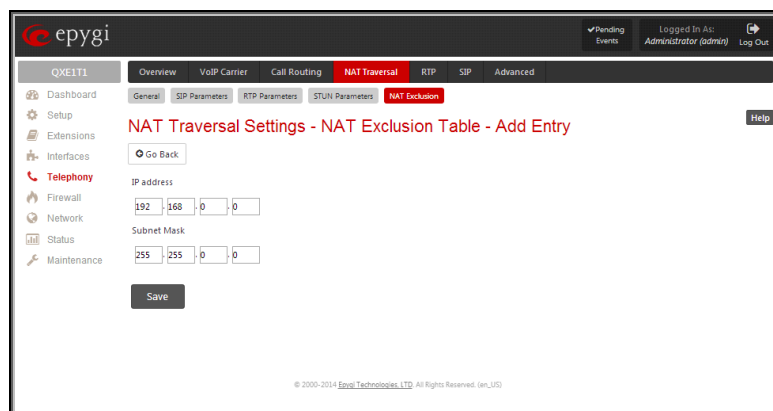 epygi
✔Pending Events
Logged In As:
Administrator (admin)
Log Out
QXE1T1
Overview VoIP Carrier Call Routing NAT Traversal RTP SIP Advanced
Dashboard
Setup
Extensions
Interfaces
Telephony
Firewall
Network
Status
Maintenance
General SIP Parameters RTP Parameters STUN Parameters NAT Exclusion
NAT Traversal Settings - NAT Exclusion Table - Add Entry
Help
Go Back
IP address
192 . 168 . 0 . 0
Subnet Mask
255 . 255 . 0 . 0
Save
© 2000-2014 Epygi Technologies, LTD. All Rights Reserved. (en_US)